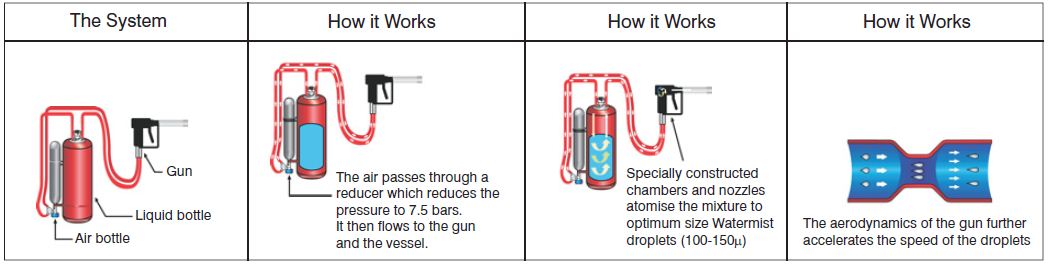 The System
Gun
Liquid bottle
Air bottle
How it Works
The air passes through a
reducer which reduces the
pressure to 7.5 bars.
It then flows to the gun
and the vessel.
How it Works
Specially constructed
chambers and nozzles
atomise the mixture to
optimum size Watermist
droplets (100-150μ)
How it Works
The aerodynamics of the gun further
accelerates the speed of the droplets